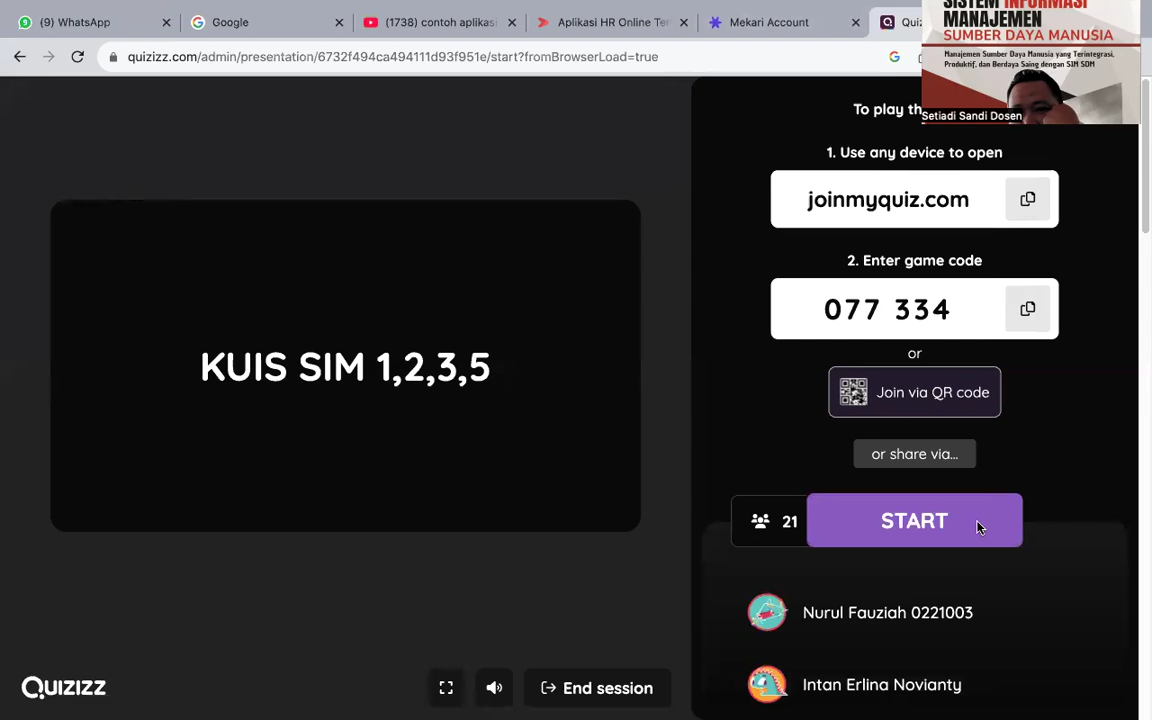 (9) WhatsApp
Google
(1738) contoh aplikasi
Aplikasi HR Online Ter
Mekari Account
Quiz
quizizz.com/admin/presentation/6732f494ca494111d93f951e/start?fromBrowserLoad=true
SISTEM INFORMASI
MANAJEMEN
SUMBER DAYA MANUSIA
Manajemen Sumber Daya Manusia yang Terintegrasi,
Produktif, dan Berdaya Saing dengan SIM SDM
Setiadi Sandi Dosen
To play th
1. Use any device to open
joinmyquiz.com
2. Enter game code
077 334
or
Join via QR code
or share via...
21
START
Nurul Fauziah 0221003
Intan Erlina Novianty
KUIS SIM 1,2,3,5
Quizizz
End session